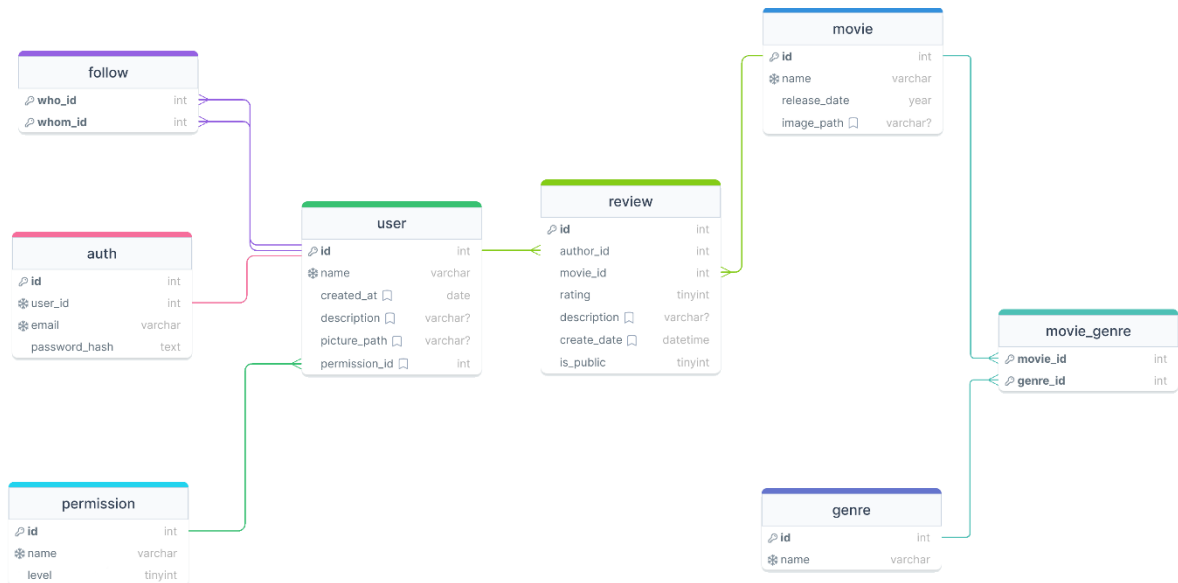 follow
who_id int
whom_id int
auth
id int
user_id int
email varchar
password_hash text
permission
id int
name varchar
level tinyint
user
id int
name varchar
created_at date
description varchar?
picture_path varchar?
permission_id int
review
id int
author_id int
movie_id int
rating tinyint
description varchar?
create_date datetime
is_public tinyint
movie
id int
name varchar
release_date year
image_path varchar?
genre
id int
name varchar
movie_genre
movie_id int
genre_id int